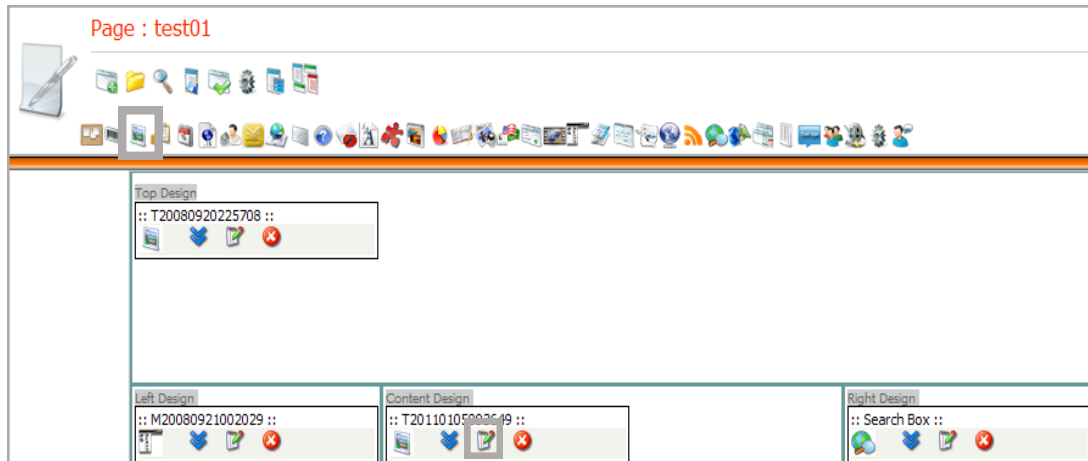 Page : test01
Top Design
:: T20080920225708 ::
Left Design
:: M20080921002029 ::
Content Design
Right Design
:: Search Box ::